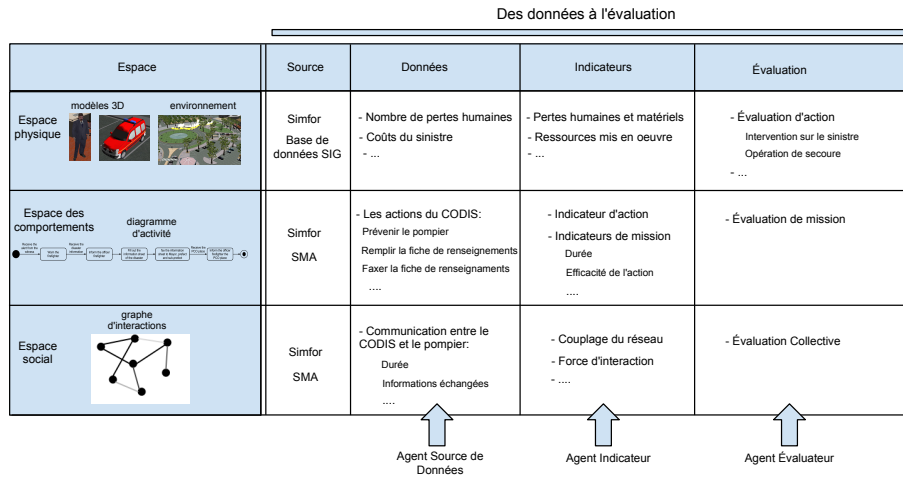 Des données à l'évaluation
Espace
Source
Données
Indicateurs
Évaluation
Espace
physique
modèles 3D
environnement
Simfor
Base de
données SIG
- Nombre de pertes humaines
- Coûts du sinistre
- ...
- Pertes humaines et matériels
- Ressources mis en oeuvre
- ...
- Évaluation d'action
Intervention sur le sinistre
Opération de secoure
- ...
Espace des
comportements
diagramme
d'activité
Simfor
SMA
- Les actions du CODIS:
Prévenir le pompier
Remplir la fiche de renseignements
Faxer la fiche de renseignaments
....
- Indicateur d'action
- Indicateurs de mission
Durée
Efficacité de l'action
....
- Évaluation de mission
Espace
social
graphe
d'interactions
Simfor
SMA
- Communication entre le
CODIS et le pompier:
Durée
Informations échangées
....
- Couplage du réseau
- Force d'interaction
- ....
- Évaluation Collective
Agent Source de
Données
Agent Indicateur
Agent Évaluateur